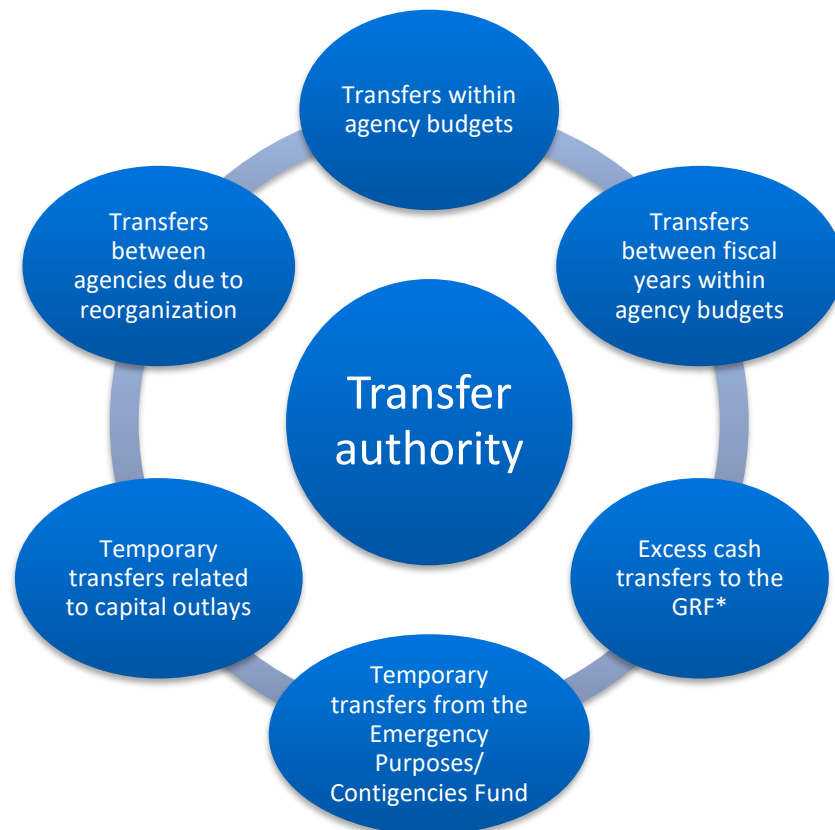 Transfers within
agency budgets
Transfers
between fiscal
years within
agency budgets
Excess cash
transfers to the
GRF*
Temporary
transfers from the
Emergency
Purposes/
Contigencies Fund
Temporary
transfers related
to capital outlays
Transfers
between
agencies due to
reorganization
Transfer
authority